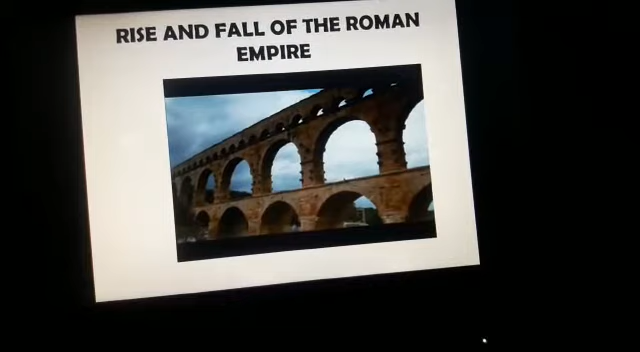 RISE AND FALL OF THE ROMAN
EMPIRE